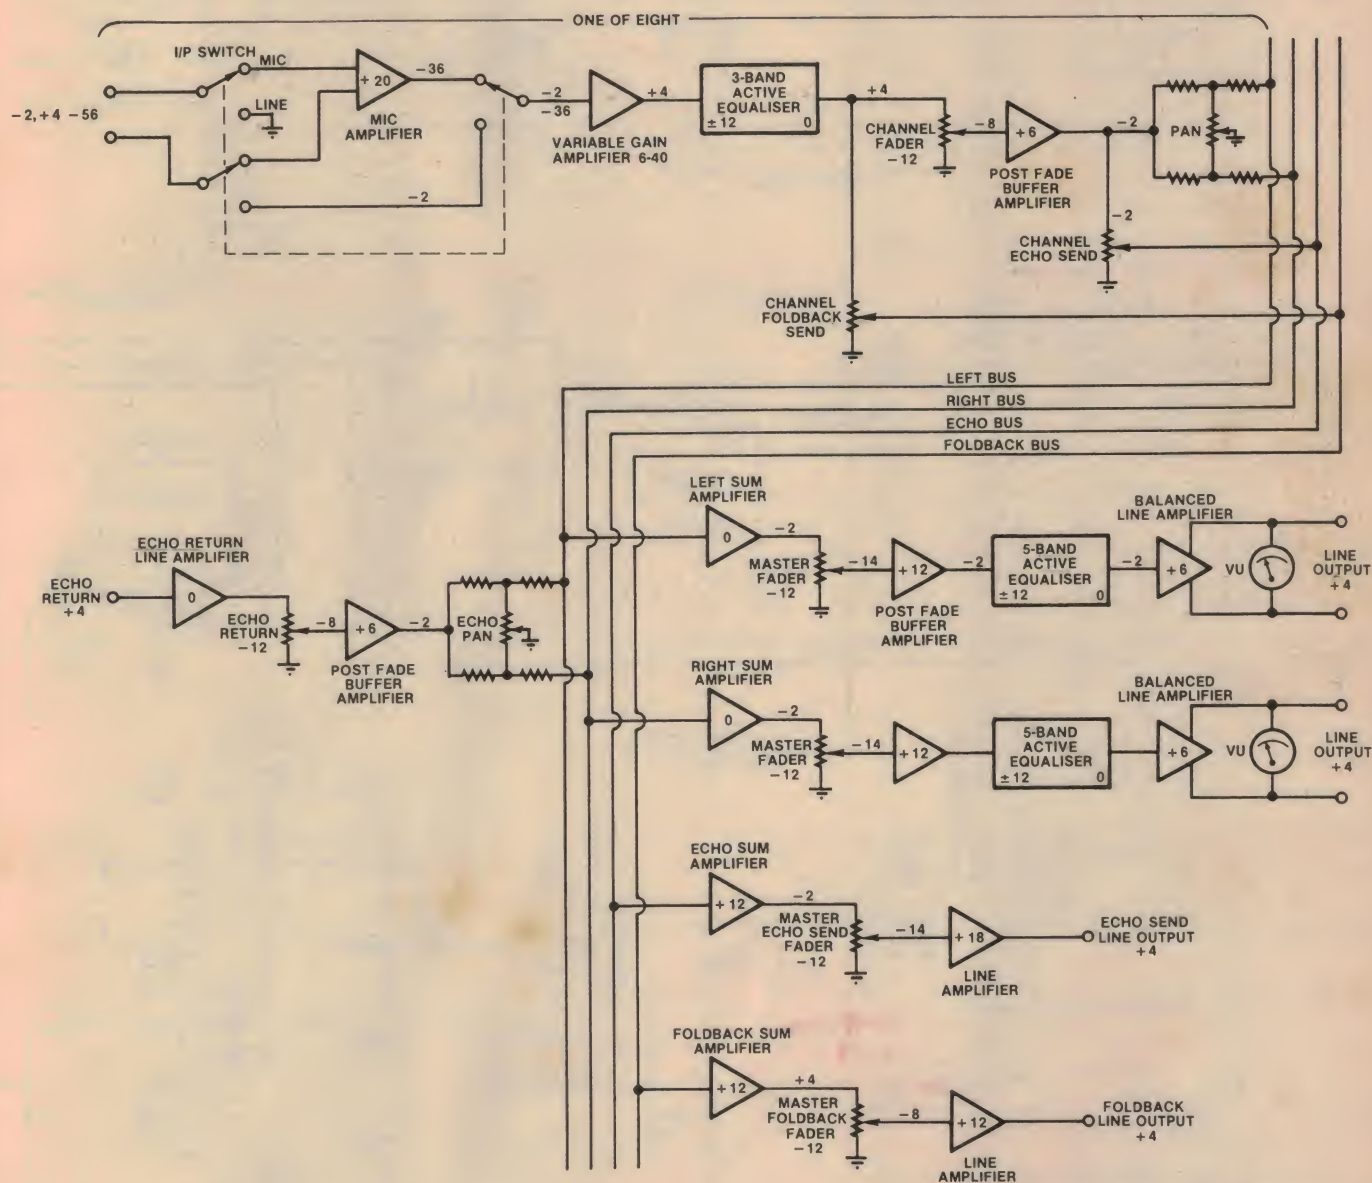 ONE OF EIGHT
I/P SWITCH
MIC
LINE
-2,+4 -56
+20
-36
MIC
AMPLIFIER
-2
-2
-36
VARIABLE GAIN
AMPLIFIER 6-40
+4
3-BAND
ACTIVE
EQUALISER
±12 0
+4
CHANNEL
FADER
-12
-8
+6
POST FADE
BUFFER
AMPLIFIER
-2
PAN
-2
CHANNEL
ECHO SEND
CHANNEL
FOLDBACK
SEND
LEFT BUS
RIGHT BUS
ECHO BUS
FOLDBACK BUS
ECHO RETURN
LINE AMPLIFIER
ECHO
RETURN
+4
0
ECHO
RETURN
-12
-8
+6
POST FADE
BUFFER
AMPLIFIER
-2
ECHO
PAN
LEFT SUM
AMPLIFIER
0
-2
MASTER
FADER
-12
-14
+12
POST FADE
BUFFER
AMPLIFIER
-2
5-BAND
ACTIVE
EQUALISER
±12 0
-2
BALANCED
LINE AMPLIFIER
+6
VU
LINE
OUTPUT
+4
RIGHT SUM
AMPLIFIER
0
-2
MASTER
FADER
-12
-14
+12
5-BAND
ACTIVE
EQUALISER
±12 0
BALANCED
LINE AMPLIFIER
+6
VU
LINE
OUTPUT
+4
ECHO SUM
AMPLIFIER
+12
-2
MASTER
ECHO SEND
FADER
-12
-14
+18
LINE
AMPLIFIER
ECHO SEND
LINE OUTPUT
+4
FOLDBACK SUM
AMPLIFIER
+12
+4
MASTER
FOLDBACK
FADER
-12
-8
+12
LINE
AMPLIFIER
FOLDBACK
LINE OUTPUT
+4